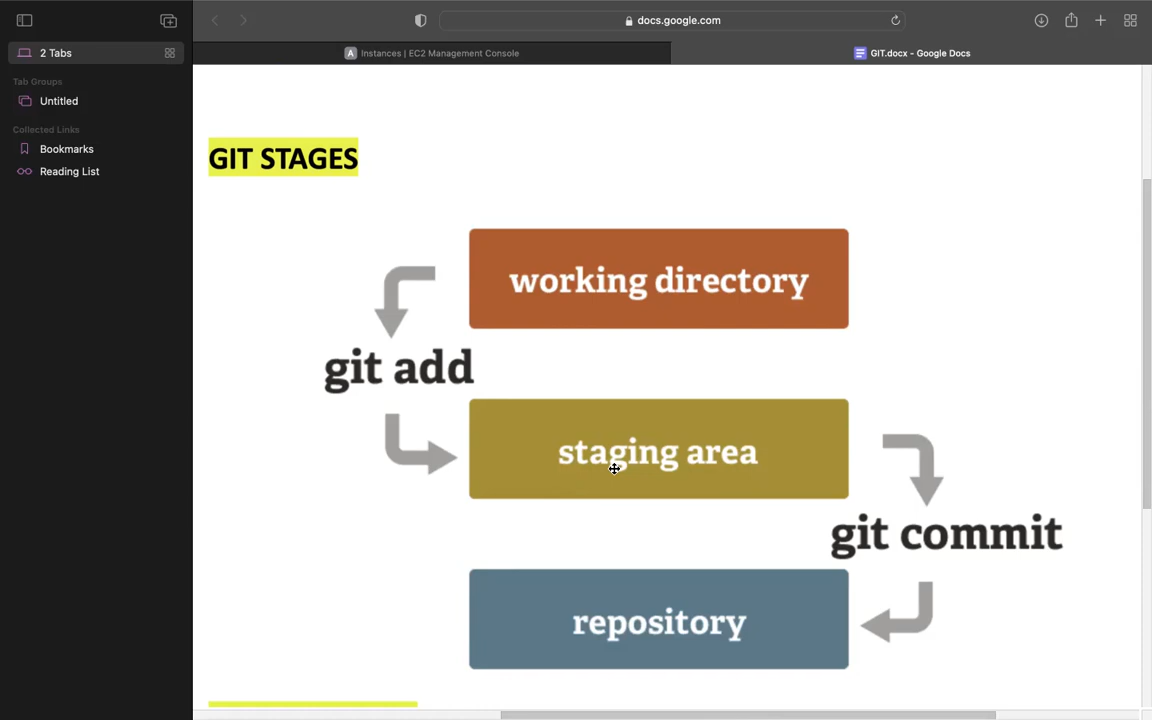 docs.google.com
2 Tabs
A Instances | EC2 Management Console
GIT.docx - Google Docs
Tab Groups
Untitled
Collected Links
Bookmarks
Reading List
GIT STAGES
working directory
git add
staging area
git commit
repository